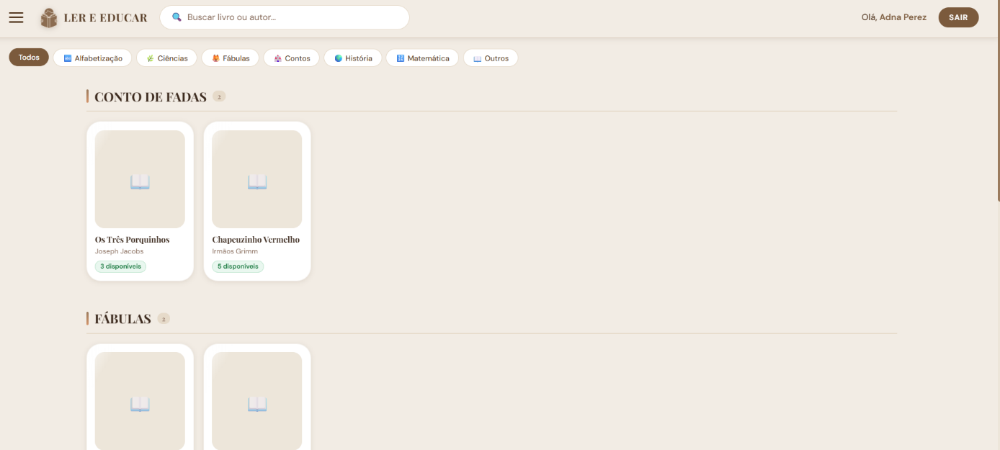 LER E EDUCAR
Buscar livro ou autor...
Olá, Adna Perez
SAIR
Todos
Alfabetização
Ciências
Fábulas
Contos
História
Matemática
Outros
CONTO DE FADAS 2
Os Três Porquinhos
Joseph Jacobs
3 disponíveis
Chapeuzinho Vermelho
Irmãos Grimm
5 disponíveis
FÁBULAS 2